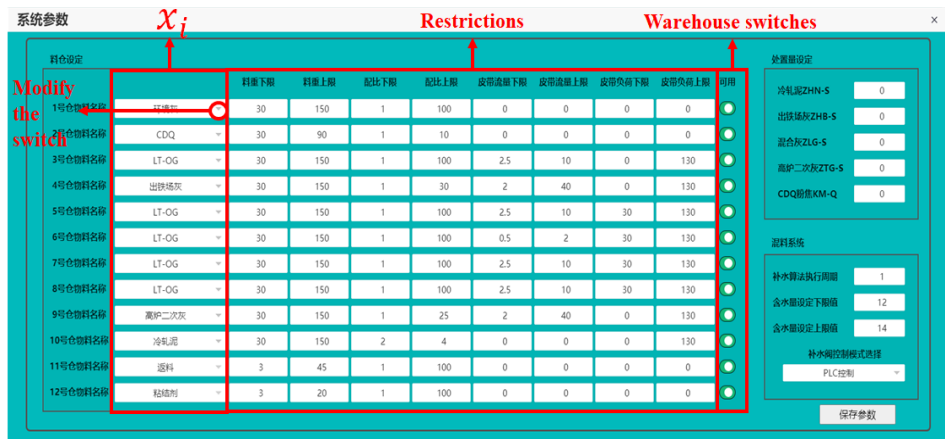 系统参数
x_i
Restrictions
Warehouse switches
×
料仓设定
处置量设定
料重下限 料重上限 配比下限 配比上限 皮带流量下限 皮带流量上限 皮带负荷下限 皮带负荷上限 可用
Modify
the
switch
1号仓物料名称 环境灰 30 150 1 100 0 0 0 0
2号仓物料名称 CDQ 30 90 1 10 0 0 0 0
3号仓物料名称 LT-OG 30 150 1 100 2.5 10 0 130
4号仓物料名称 出铁场灰 30 150 1 30 2 40 0 130
5号仓物料名称 LT-OG 30 150 1 100 2.5 10 30 130
6号仓物料名称 LT-OG 30 150 1 100 0.5 2 30 130
7号仓物料名称 LT-OG 30 150 1 100 2.5 10 30 130
8号仓物料名称 LT-OG 30 150 1 100 2.5 10 30 130
9号仓物料名称 高炉二次灰 30 150 1 25 2 40 0 130
10号仓物料名称 冷轧泥 30 150 2 4 0 0 0 130
11号仓物料名称 返料 3 45 1 100 0 0 0 0
12号仓物料名称 粘结剂 3 20 1 100 0 0 0 0
冷轧泥ZHN-S 0
出铁场灰ZHB-S 0
混合灰ZLG-S 0
高炉二次灰ZTG-S 0
CDQ粉焦KM-Q 0
混料系统
补水算法执行周期 1
含水量设定下限值 12
含水量设定上限值 14
补水阀控制模式选择
PLC控制
保存参数